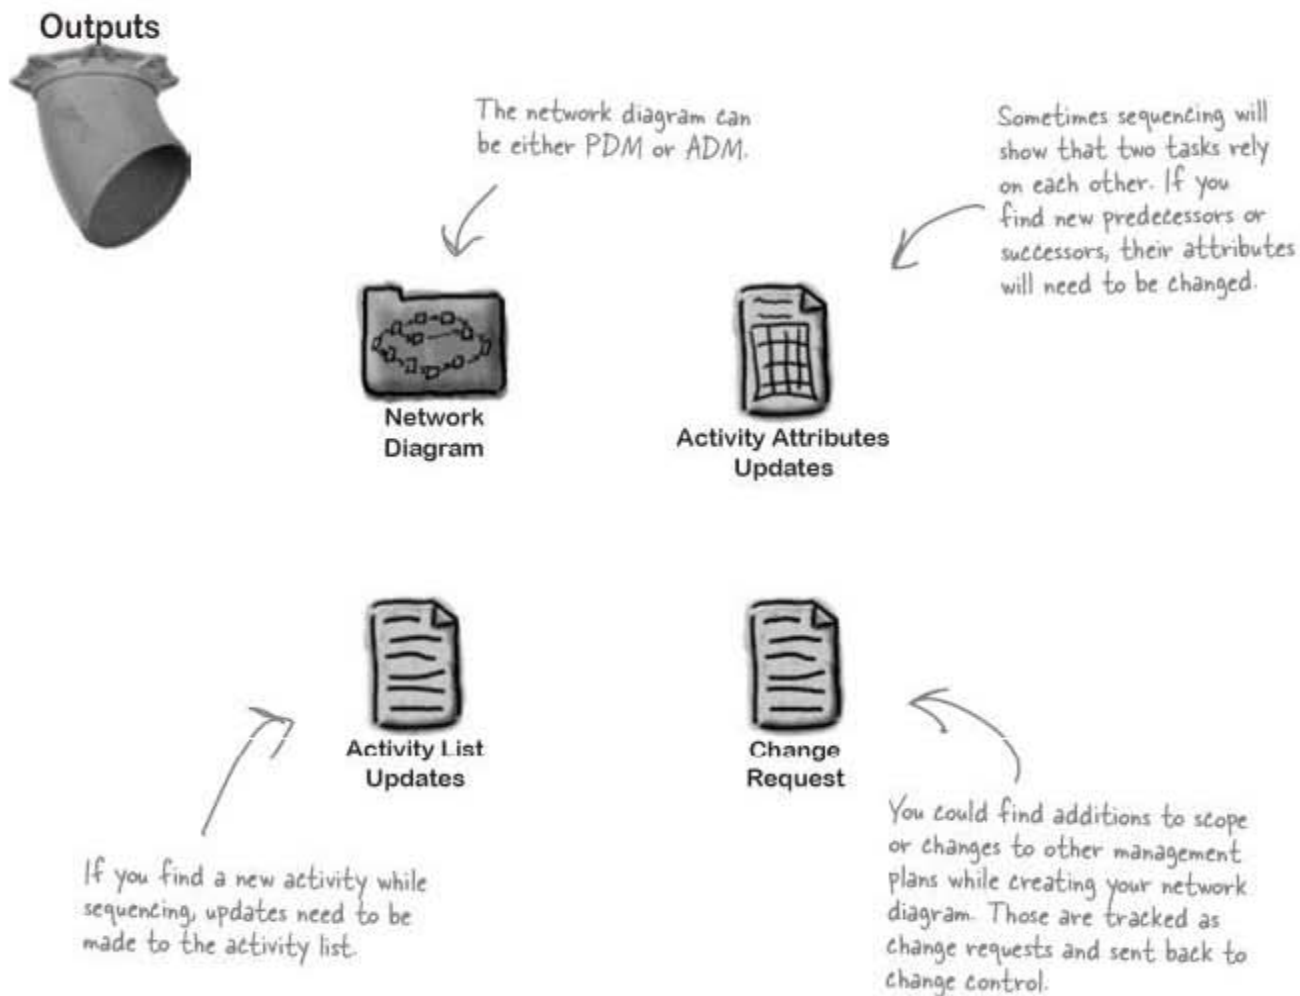 Outputs
The network diagram can
be either PDM or ADM.
Sometimes sequencing will
show that two tasks rely
on each other. If you
find new predecessors or
successors, their attributes
will need to be changed.
Network
Diagram
Activity Attributes
Updates
Activity List
Updates
Change
Request
If you find a new activity while
sequencing, updates need to be
made to the activity list.
You could find additions to scope
or changes to other management
plans while creating your network
diagram. Those are tracked as
change requests and sent back to
change control.